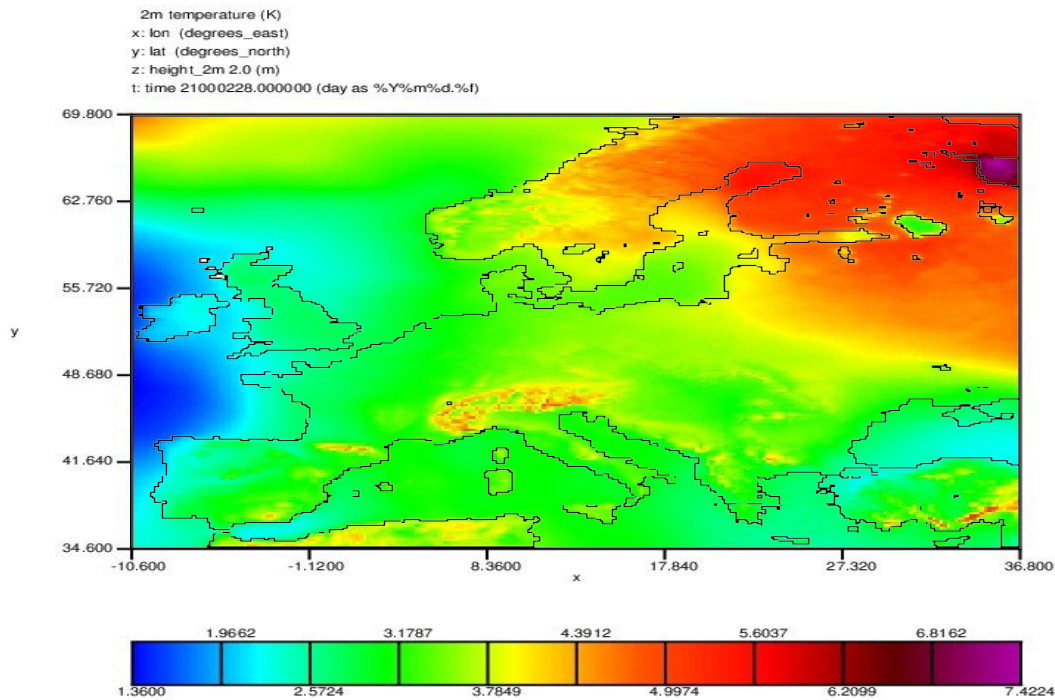 2m temperature (K)
x: lon (degrees_east)
y: lat (degrees_north)
z: height_2m 2.0 (m)
t: time 21000228.000000 (day as %Y%m%d.%f)
69.800
62.760
55.720
y
48.680
41.640
34.600
-10.600 -1.1200 8.3600 17.840 27.320 36.800
x
1.9662 3.1787 4.3912 5.6037 6.8162
1.3600 2.5724 3.7849 4.9974 6.2099 7.4224